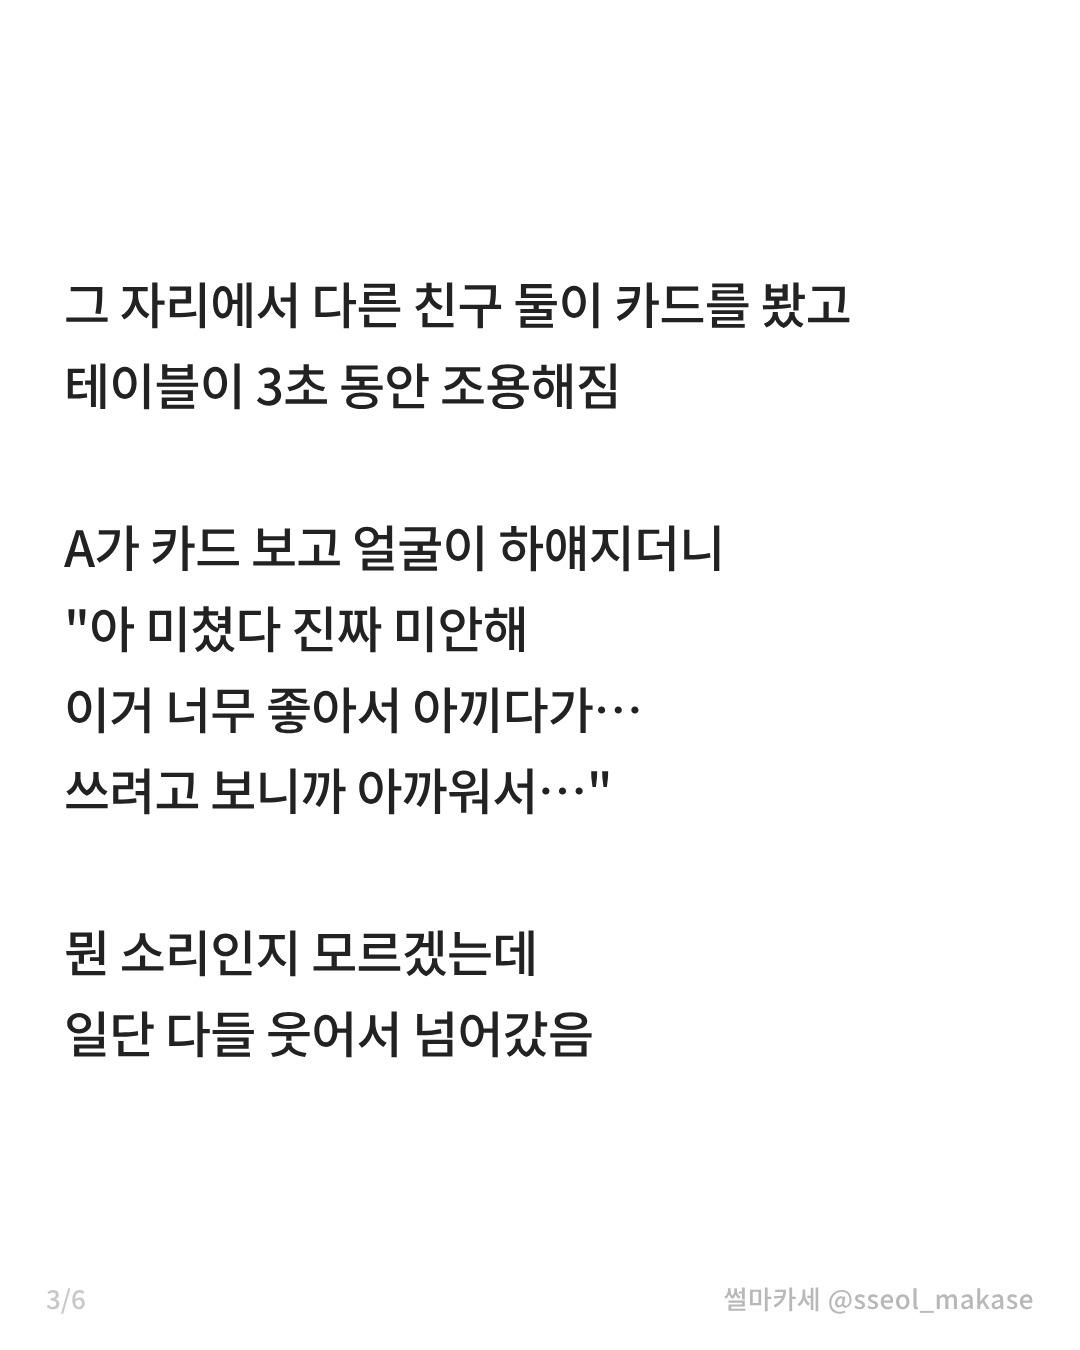 그 자리에서 다른 친구 둘이 카드를 봤고
테이블이 3초 동안 조용해짐
A가 카드 보고 얼굴이 하얘지더니
"아 미쳤다 진짜 미안해
이거 너무 좋아서 아끼다가…
쓰려고 보니까 아까워서…"
뭔 소리인지 모르겠는데
일단 다들 웃어서 넘어갔음
3/6
썰마카세 @sseol_makase